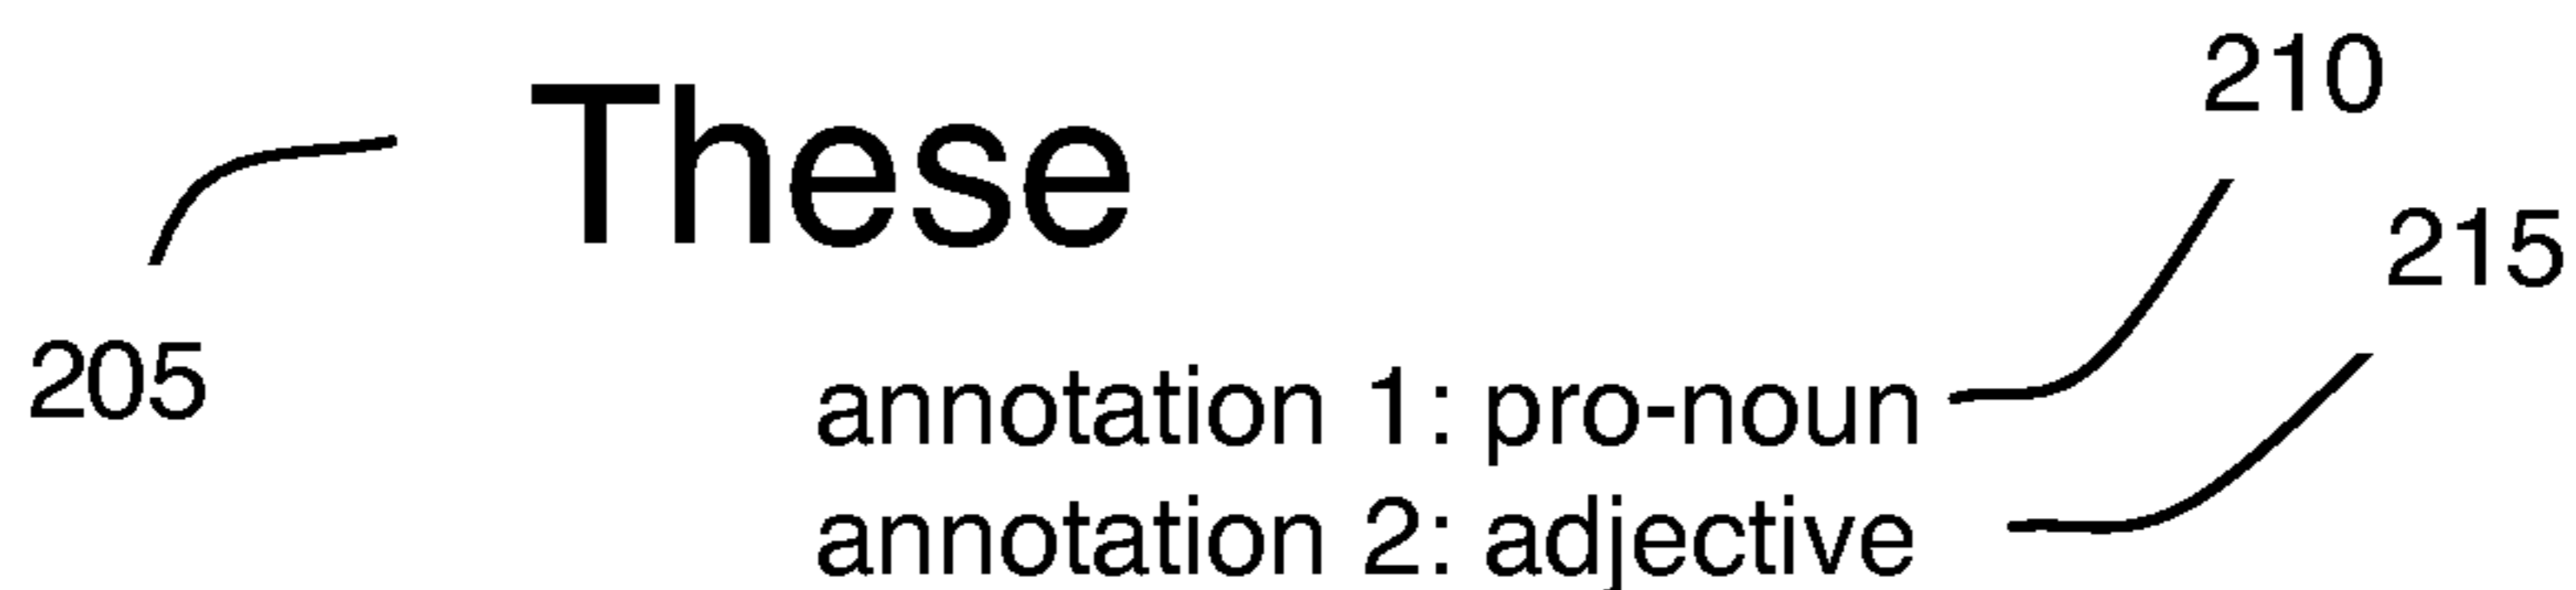 210
These
215
205
annotation 1: pro-noun
annotation 2: adjective